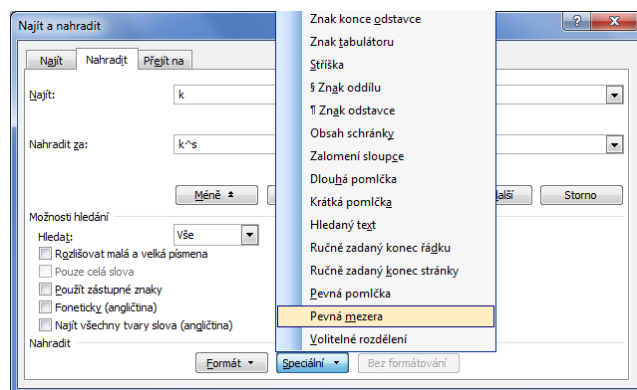 Najít a nahradit
Najít
Nahradit
Přejít na
Najít:
k
Nahradit za:
k^s
Méně
alší
Storno
Možnosti hledání
Hledat:
Vše
Rozlišovat malá a velká písmena
Pouze celá slova
Použít zástupné znaky
Foneticky (angličtina)
Najít všechny tvary slova (angličtina)
Nahradit
Formát
Speciální
Bez formátování
Znak konce odstavce
Znak tabulátoru
Stříška
§ Znak oddílu
¶ Znak odstavce
Obsah schránky
Zalomení sloupce
Dlouhá pomlčka
Krátká pomlčka
Hledaný text
Ručně zadaný konec řádku
Ručně zadaný konec stránky
Pevná pomlčka
Pevná mezera
Volitelné rozdělení